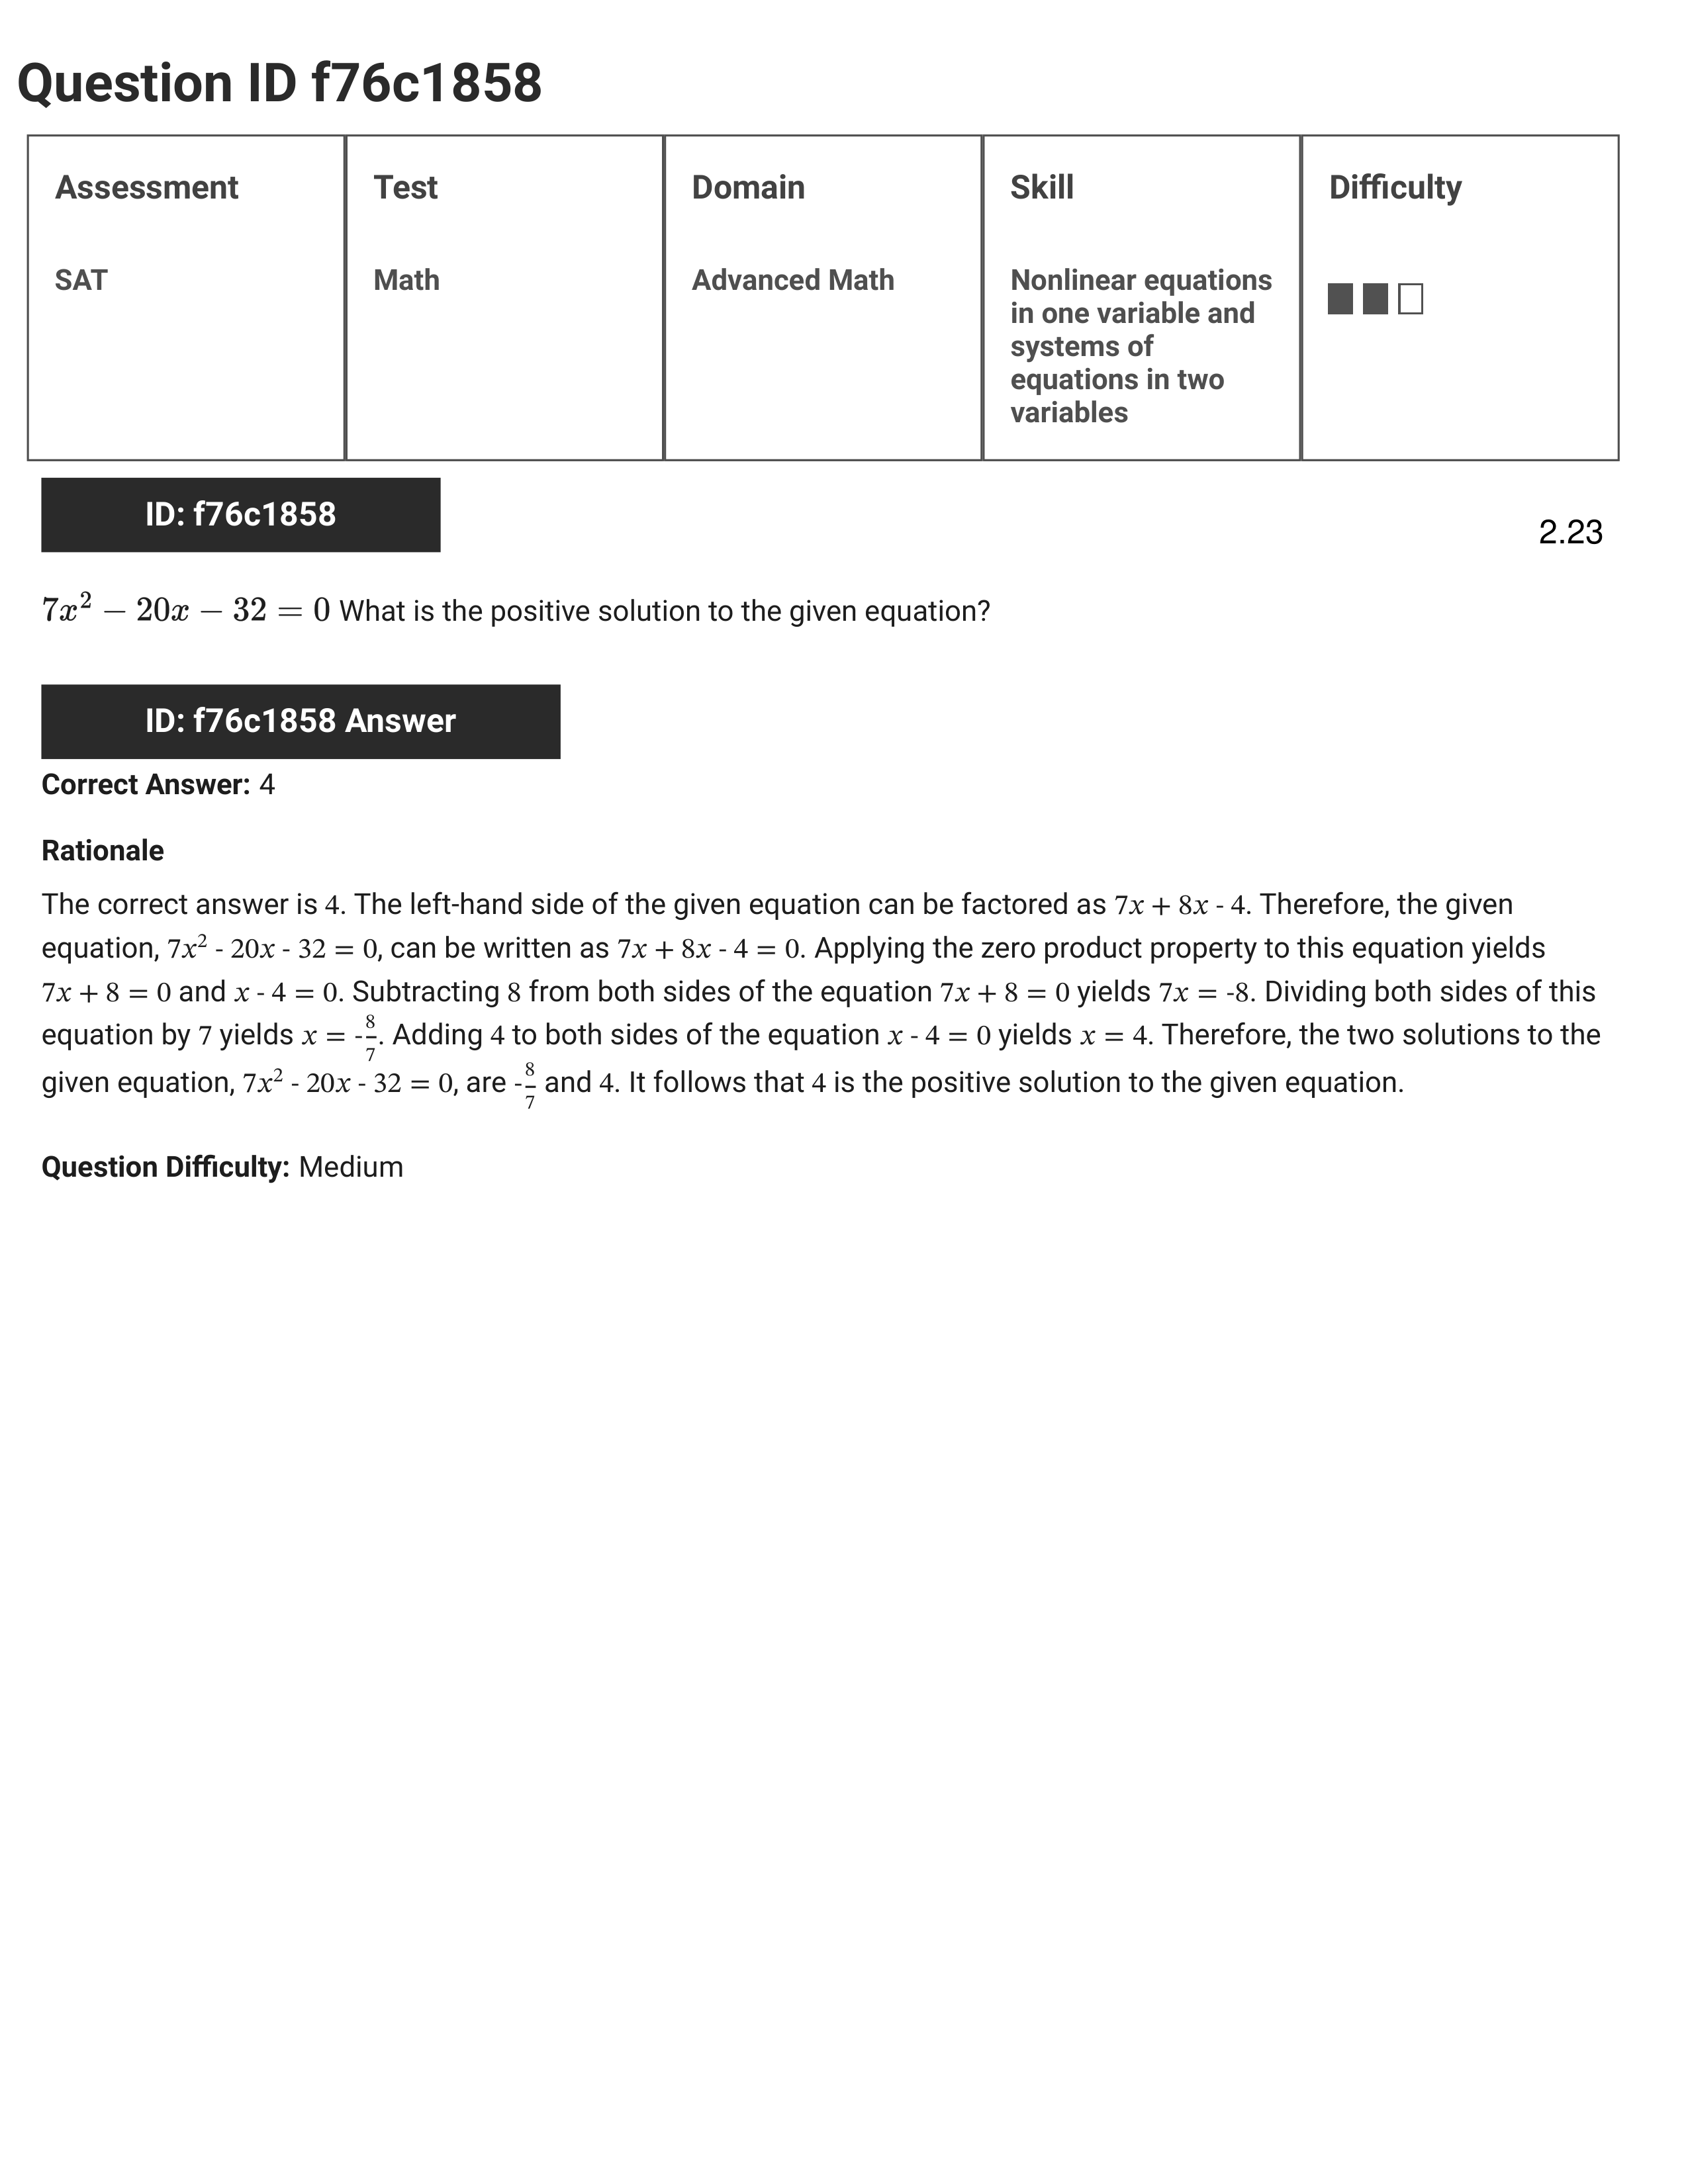 Question ID f76c1858
Assessment
Test
Domain
Skill
Difficulty
SAT
Math
Advanced Math
Nonlinear equations
in one variable and
systems of
equations in two
variables
ID: f76c1858
2.23
7x² − 20x − 32 = 0 What is the positive solution to the given equation?
ID: f76c1858 Answer
Correct Answer: 4
Rationale
The correct answer is 4. The left-hand side of the given equation can be factored as 7x + 8x - 4. Therefore, the given
equation, 7x² - 20x - 32 = 0, can be written as 7x + 8x - 4 = 0. Applying the zero product property to this equation yields
7x + 8 = 0 and x - 4 = 0. Subtracting 8 from both sides of the equation 7x + 8 = 0 yields 7x = -8. Dividing both sides of this
equation by 7 yields x = -8/7. Adding 4 to both sides of the equation x - 4 = 0 yields x = 4. Therefore, the two solutions to the
given equation, 7x² - 20x - 32 = 0, are -8/7 and 4. It follows that 4 is the positive solution to the given equation.
Question Difficulty: Medium